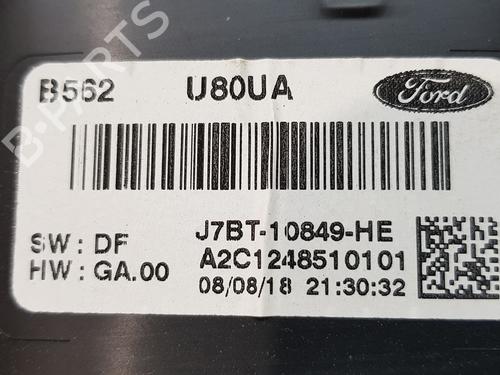 B562 U80UA Ford
J7BT-10849-HE
SW : DF
A2C1248510101
HW : GA.00
08/08/18 21:30:32
B-PARTS